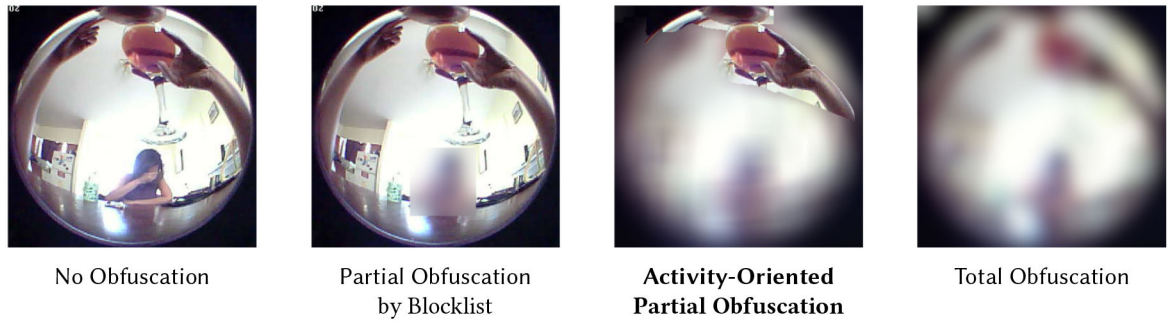 No Obfuscation
Partial Obfuscation
by Blocklist
Activity-Oriented
Partial Obfuscation
Total Obfuscation